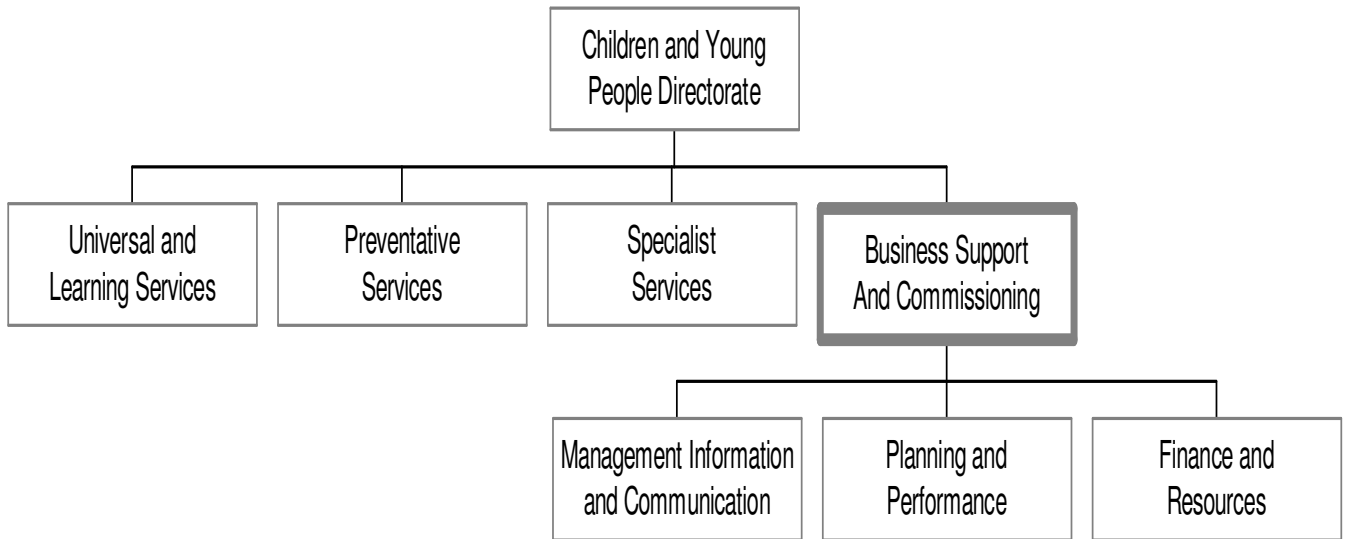 Children and Young
People Directorate
Universal and
Learning Services
Preventative
Services
Specialist
Services
Business Support
And Commissioning
Management Information
and Communication
Planning and
Performance
Finance and
Resources